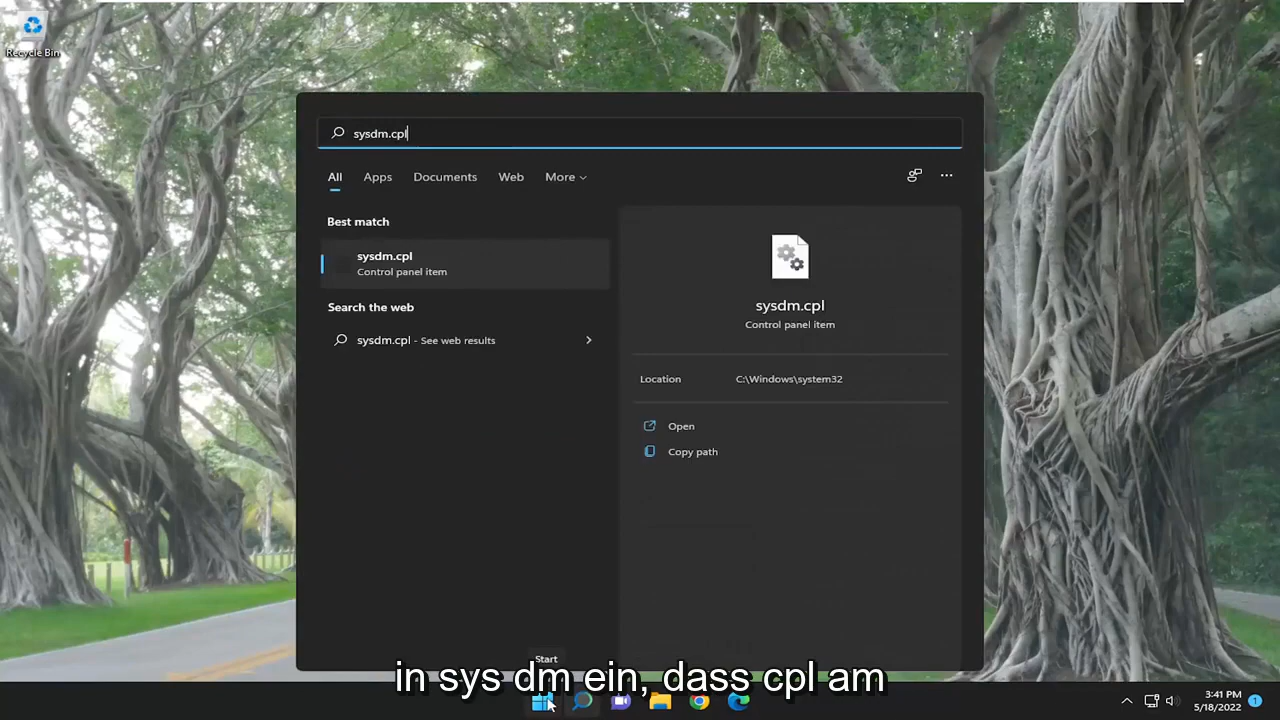 Recycle Bin
sysdm.cpl
All Apps Documents Web More
Best match
sysdm.cpl
Control panel item
Search the web
sysdm.cpl - See web results
sysdm.cpl
Control panel item
Location C:\Windows\system32
Open
Copy path
Start
in sys dm ein, dass cpl am
3:41 PM
5/18/2022
1